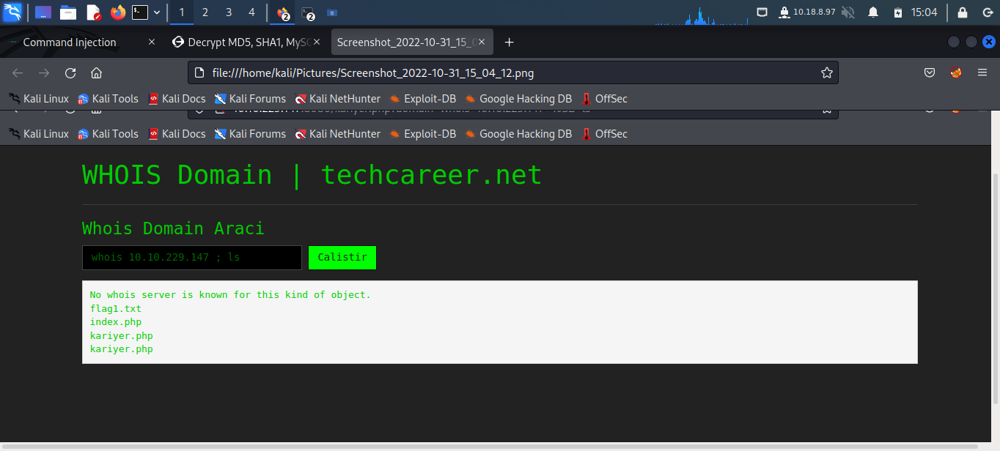 1 2 3 4 2 2 10.18.8.97 15:04
Command Injection Decrypt MD5, SHA1, MyS Screenshot_2022-10-31_15_0
file:///home/kali/Pictures/Screenshot_2022-10-31_15_04_12.png
Kali Linux Kali Tools Kali Docs Kali Forums Kali NetHunter Exploit-DB Google Hacking DB OffSec
Kali Linux Kali Tools Kali Docs Kali Forums Kali NetHunter Exploit-DB Google Hacking DB OffSec
WHOIS Domain | techcareer.net
Whois Domain Araci
whois 10.10.229.147 ; ls Calistir
No whois server is known for this kind of object.
flag1.txt
index.php
kariyer.php
kariyer.php